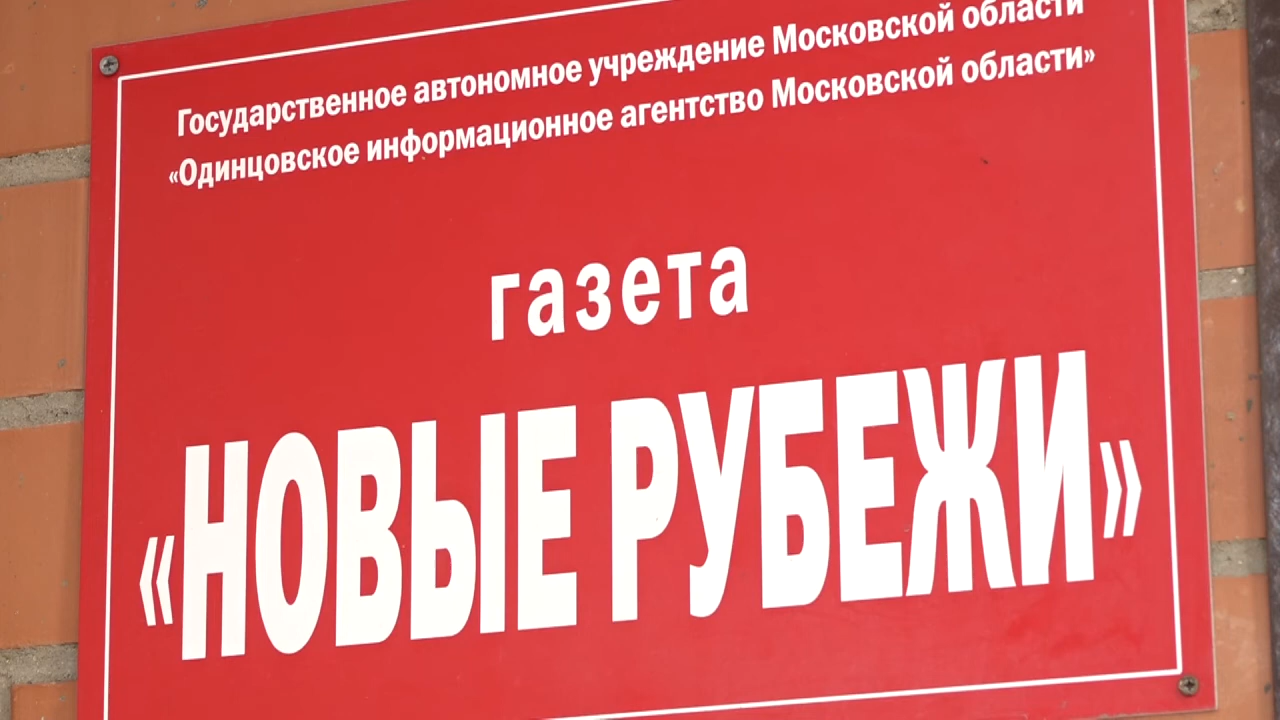 Государственное автономное учреждение Московской области
«Одинцовское информационное агентство Московской области»
газета
«НОВЫЕ РУБЕЖИ»